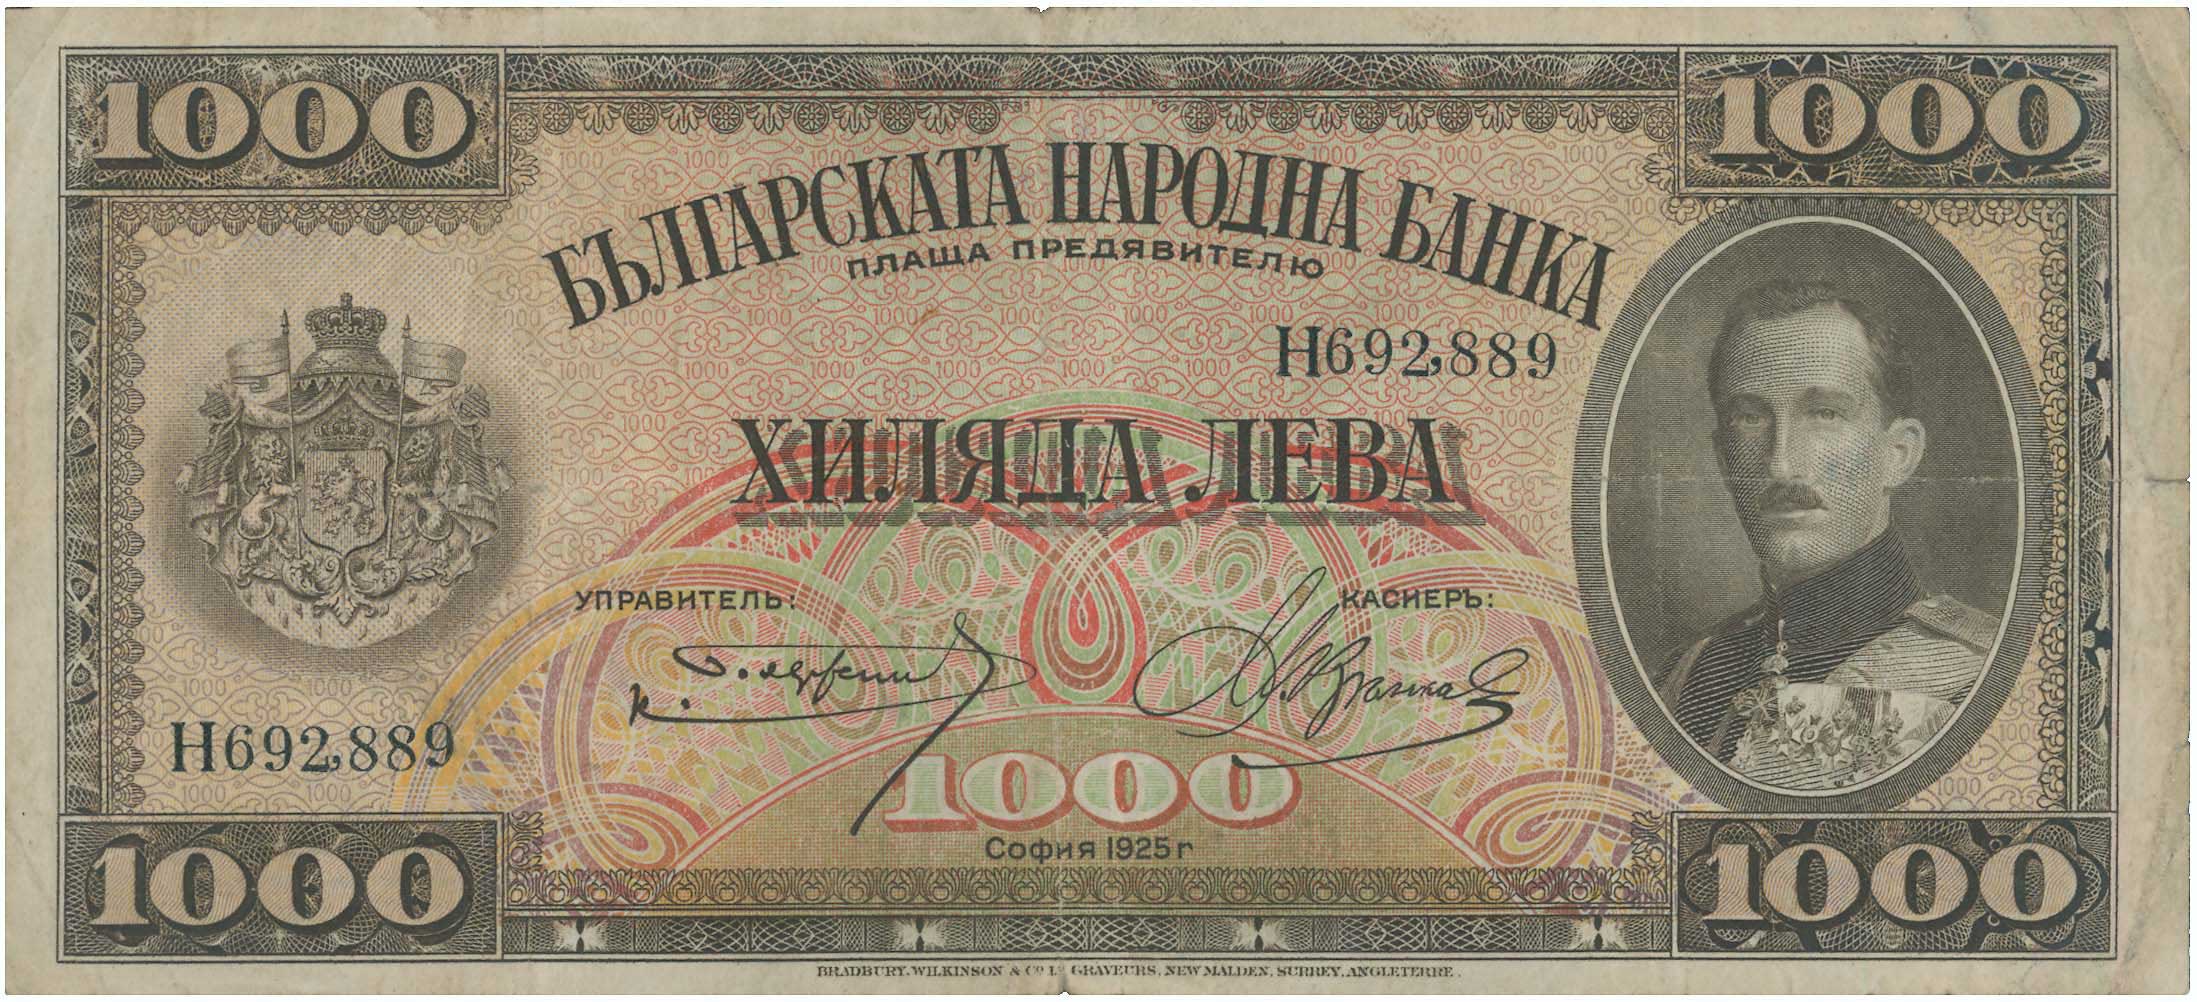 1000 1000
БЪЛГАРСКАТА НАРОДНА БАНКА
ПЛАЩА ПРЕДЯВИТЕЛЮ
Н692,889
ХИЛЯДА ЛЕВА
УПРАВИТЕЛЬ: КАСИЕРЪ:
Н692,889
1000
София 1925 г
1000 1000
BRADBURY, WILKINSON & Cº Lᴰ GRAVEURS, NEW MALDEN, SURREY, ANGLETERRE.